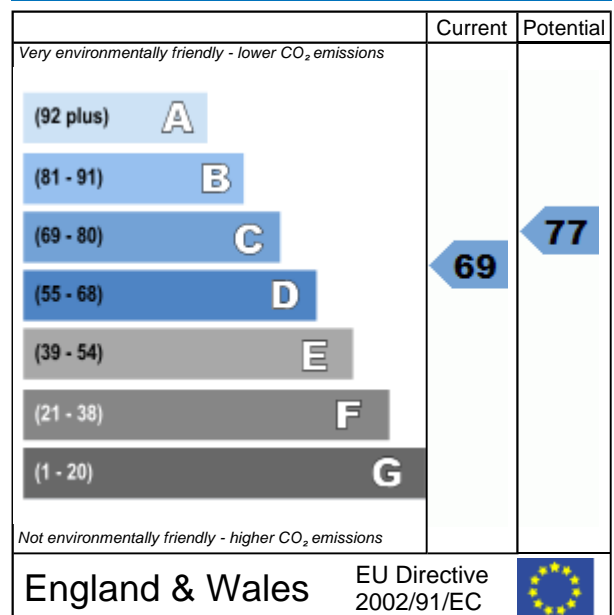 Current Potential
Very environmentally friendly - lower CO₂ emissions
(92 plus) A
(81 - 91) B
(69 - 80) C
77
69
(55 - 68) D
(39 - 54) E
(21 - 38) F
(1 - 20) G
Not environmentally friendly - higher CO₂ emissions
England & Wales
EU Directive
2002/91/EC